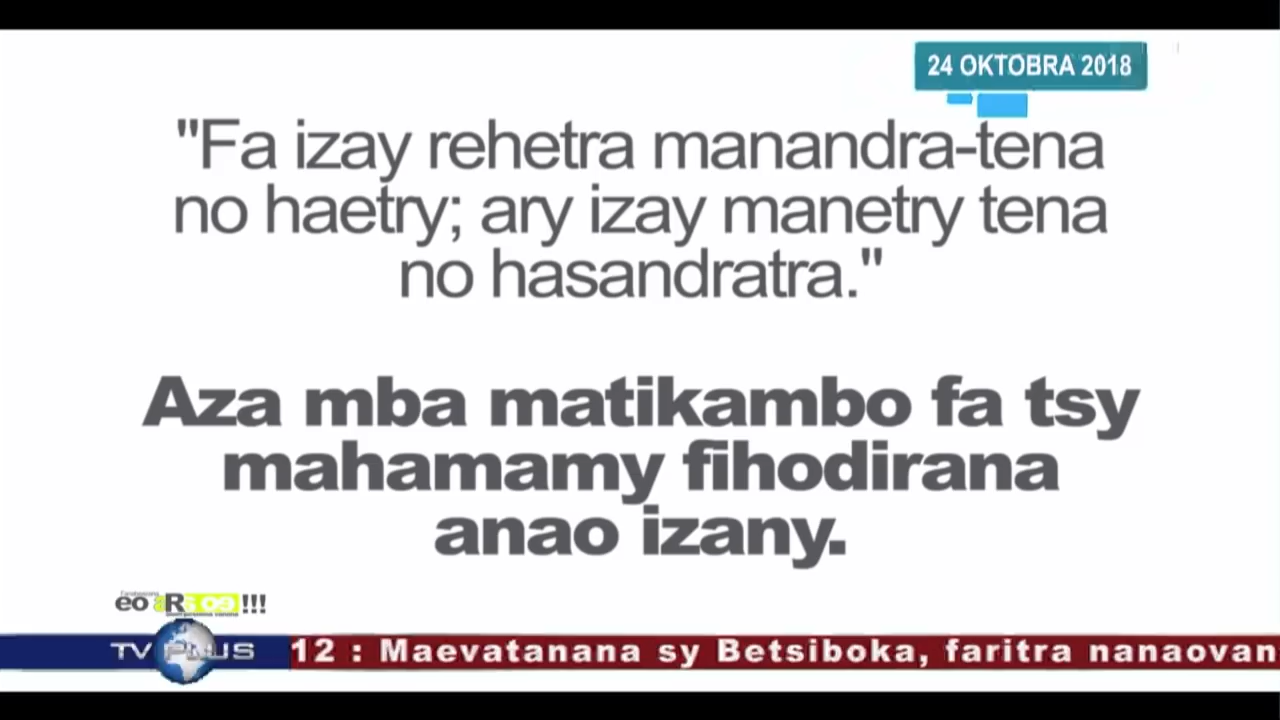 24 OKTOBRA 2018
"Fa izay rehetra manandra-tena
no haetry; ary izay manetry tena
no hasandratra."
Aza mba matikambo fa tsy
mahamamy fihodirana
anao izany.
eo !!!
TV PLUS
12 : Maevatanana sy Betsiboka, faritra nanaovan